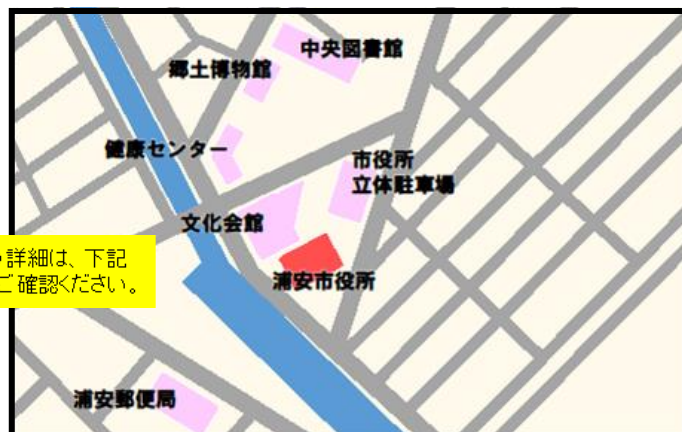 中央図書館
郷土博物館
健康センター
市役所
立体駐車場
文化会館
詳細は、下記
ご確認ください。
浦安市役所
浦安郵便局